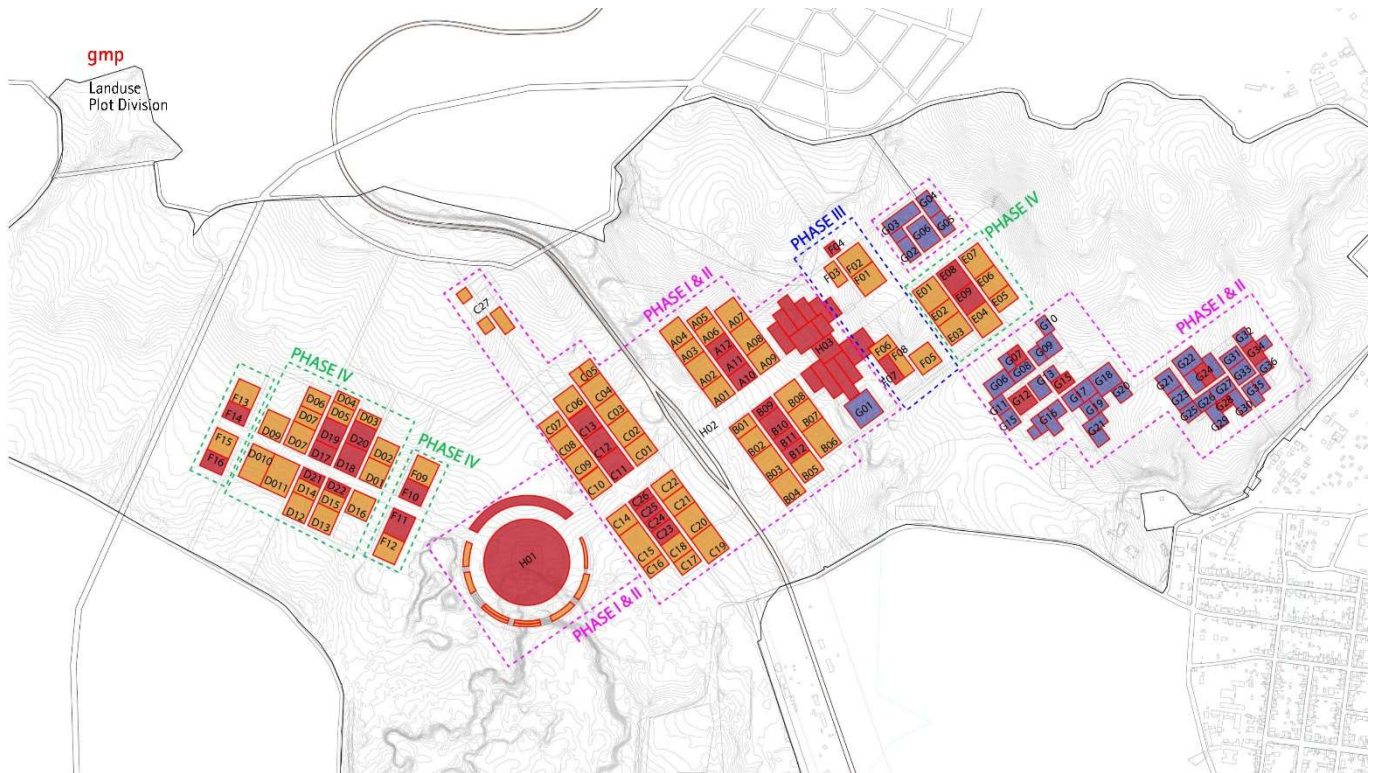 gmp
Landuse
Plot Division
PHASE III
PHASE IV
PHASE I & II
PHASE I & II
PHASE IV
PHASE IV
PHASE I & II
G04
G03
G06
G05
G02
F04
F02
F03
F01
E07
E08
E06
E01
E09
E05
E02
E04
E03
C27
A05
A07
A04
A06
A08
A03
A12
A09
A02
A11
A01
A10
H03
F06
F08
F05
G01
H02
B09
B08
B01
B10
B07
B02
B11
B06
B12
B03
B05
B04
G10
G07
G09
G06
G08
G13
G15
G18
G11
G12
G17
G20
G15
G16
G19
G21
G32
G22
G31
G34
G21
G24
G33
G36
G23
G27
G35
G25
G26
G28
G30
G29
C05
C06
C04
C07
C13
C03
C08
C12
C02
C09
C11
C01
C10
C26
C22
C14
C25
C21
C24
C20
C15
C23
C19
C16
C18
C17
F13
F14
F15
F16
D06
D04
D05
D03
D07
D09
D07
D19
D20
D02
D17
D18
D01
D010
D011
D21
D22
D14
D15
D16
D12
D13
F09
F10
F11
F12
H01